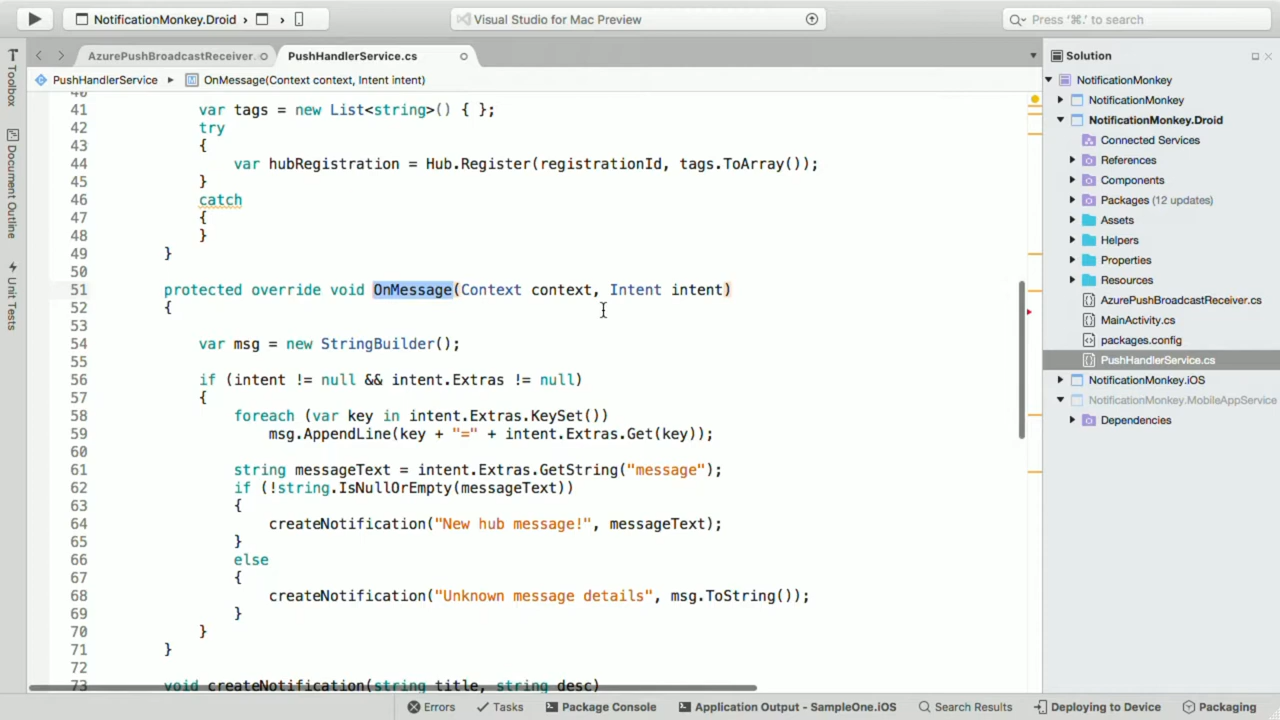 NotificationMonkey.Droid
Visual Studio for Mac Preview
Press '⌘.' to search
AzurePushBroadcastReceiver.
PushHandlerService.cs
PushHandlerService
OnMessage(Context context, Intent intent)
Toolbox
Document Outline
Unit Tests
40
41 var tags = new List<string>() { };
42 try
43 {
44 var hubRegistration = Hub.Register(registrationId, tags.ToArray());
45 }
46 catch
47 {
48 }
49 }
50
51 protected override void OnMessage(Context context, Intent intent)
52 {
53
54 var msg = new StringBuilder();
55
56 if (intent != null && intent.Extras != null)
57 {
58 foreach (var key in intent.Extras.KeySet())
59 msg.AppendLine(key + "=" + intent.Extras.Get(key));
60
61 string messageText = intent.Extras.GetString("message");
62 if (!string.IsNullOrEmpty(messageText))
63 {
64 createNotification("New hub message!", messageText);
65 }
66 else
67 {
68 createNotification("Unknown message details", msg.ToString());
69 }
70 }
71 }
72
73 void createNotification(string title, string desc)
Solution
NotificationMonkey
NotificationMonkey
NotificationMonkey.Droid
Connected Services
References
Components
Packages (12 updates)
Assets
Helpers
Properties
Resources
AzurePushBroadcastReceiver.cs
MainActivity.cs
packages.config
PushHandlerService.cs
NotificationMonkey.iOS
NotificationMonkey.MobileAppService
Dependencies
Errors
Tasks
Package Console
Application Output - SampleOne.iOS
Search Results
Deploying to Device
Packaging